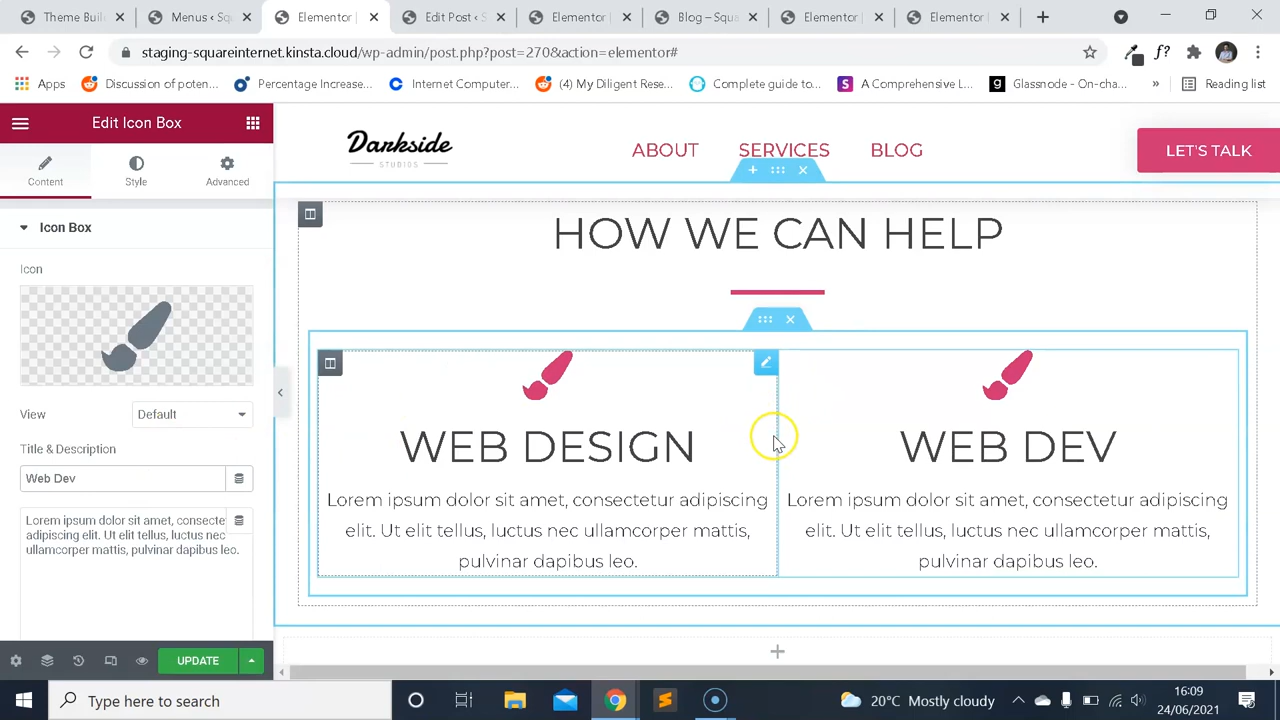 Theme Buil
Menus ‹ Squ
Elementor |
Edit Post ‹ S
Elementor |
Blog – Squa
Elementor |
Elementor |
staging-squareinternet.kinsta.cloud/wp-admin/post.php?post=270&action=elementor#
f?
Apps
Discussion of poten...
Percentage Increase...
Internet Computer...
(4) My Diligent Rese...
Complete guide to...
A Comprehensive L...
Glassnode - On-cha...
»
Reading list
Edit Icon Box
Content
Style
Advanced
Icon Box
Icon
View
Default
Title & Description
Web Dev
Lorem ipsum dolor sit amet, consecte
adipiscing elit. Ut elit tellus, luctus nec
ullamcorper mattis, pulvinar dapibus leo.
UPDATE
Darkside
STUDIOS
ABOUT
SERVICES
BLOG
LET'S TALK
HOW WE CAN HELP
WEB DESIGN
Lorem ipsum dolor sit amet, consectetur adipiscing
elit. Ut elit tellus, luctus nec ullamcorper mattis,
pulvinar dapibus leo.
WEB DEV
Lorem ipsum dolor sit amet, consectetur adipiscing
elit. Ut elit tellus, luctus nec ullamcorper mattis,
pulvinar dapibus leo.
Type here to search
20°C Mostly cloudy
16:09
24/06/2021